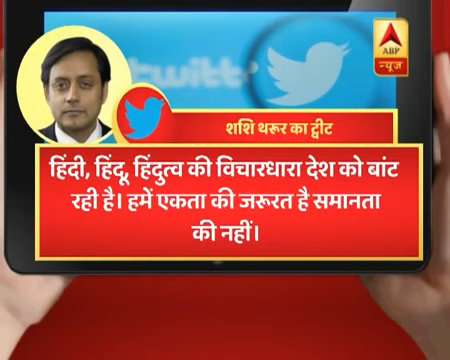 twitt
ABP
न्यूज़
शशि थरूर का ट्वीट
हिंदी, हिंदू, हिंदुत्व की विचारधारा देश को बांट
रही है। हमें एकता की जरूरत है समानता
की नहीं।